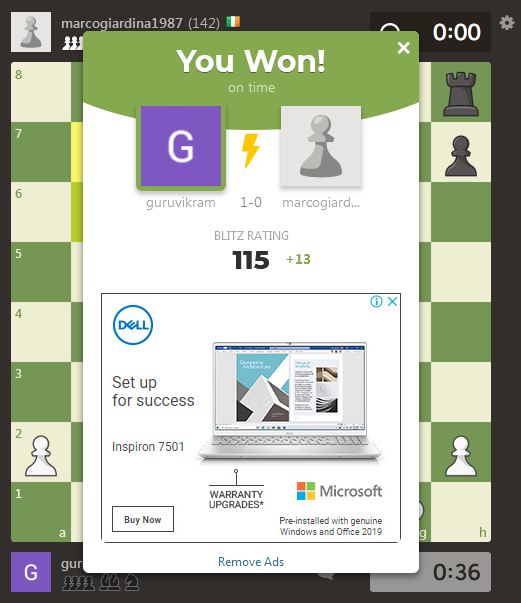 marcogiardina1987 (142)
0:00
You Won!
on time
G
guruvikram
1-0
marcogiard...
BLITZ RATING
115 +13
DELL
Set up
for success
Inspiron 7501
WARRANTY
UPGRADES*
Microsoft
Buy Now
Pre-installed with genuine
Windows and Office 2019
Remove Ads
8
7
6
5
4
3
2
1
a
g
h
G
gur
0:36